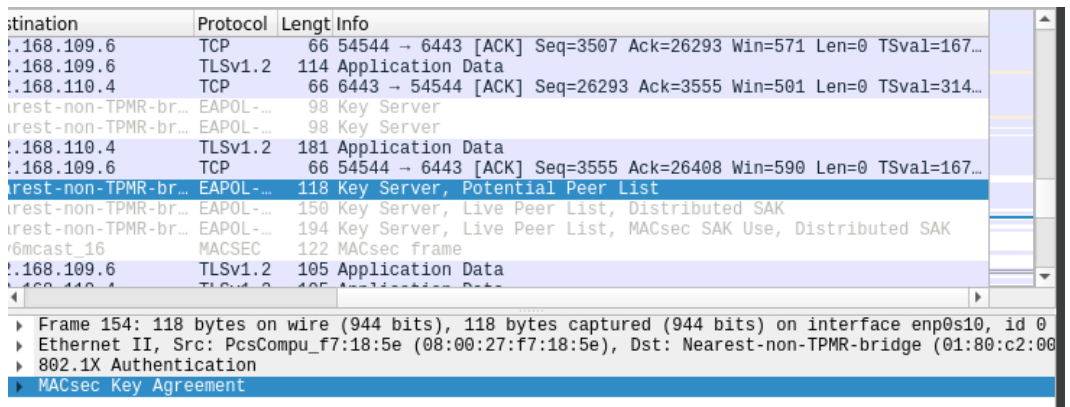 stination Protocol Lengt Info
2.168.109.6 TCP 66 54544 → 6443 [ACK] Seq=3507 Ack=26293 Win=571 Len=0 TSval=167…
2.168.109.6 TLSv1.2 114 Application Data
2.168.110.4 TCP 66 6443 → 54544 [ACK] Seq=26293 Ack=3555 Win=501 Len=0 TSval=314…
arest-non-TPMR-br… EAPOL-… 98 Key Server
arest-non-TPMR-br… EAPOL-… 98 Key Server
2.168.110.4 TLSv1.2 181 Application Data
2.168.109.6 TCP 66 54544 → 6443 [ACK] Seq=3555 Ack=26408 Win=590 Len=0 TSval=167…
arest-non-TPMR-br… EAPOL-… 118 Key Server, Potential Peer List
arest-non-TPMR-br… EAPOL-… 150 Key Server, Live Peer List, Distributed SAK
arest-non-TPMR-br… EAPOL-… 194 Key Server, Live Peer List, MACsec SAK Use, Distributed SAK
v6mcast_16 MACSEC 122 MACsec frame
2.168.109.6 TLSv1.2 105 Application Data
Frame 154: 118 bytes on wire (944 bits), 118 bytes captured (944 bits) on interface enp0s10, id 0
Ethernet II, Src: PcsCompu_f7:18:5e (08:00:27:f7:18:5e), Dst: Nearest-non-TPMR-bridge (01:80:c2:00
802.1X Authentication
MACsec Key Agreement